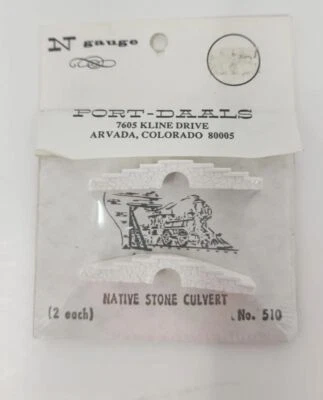 N gauge
PORT-DAALS
7605 KLINE DRIVE
ARVADA, COLORADO 80005
NATIVE STONE CULVERT
(2 each) No. 510